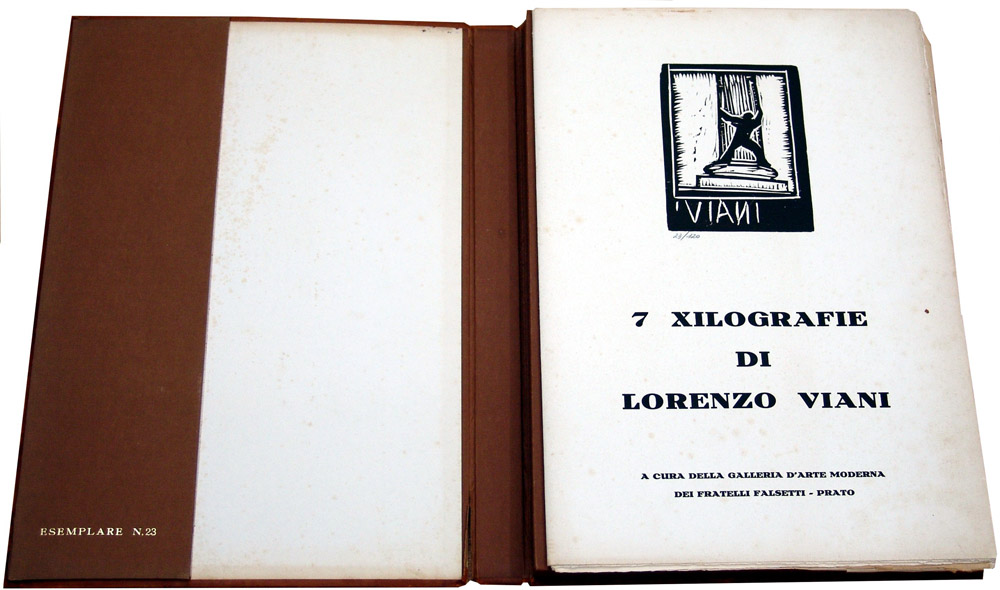 ESEMPLARE N.23
VIANI
23/120
7 XILOGRAFIE
DI
LORENZO VIANI
A CURA DELLA GALLERIA D'ARTE MODERNA
DEI FRATELLI FALSETTI - PRATO